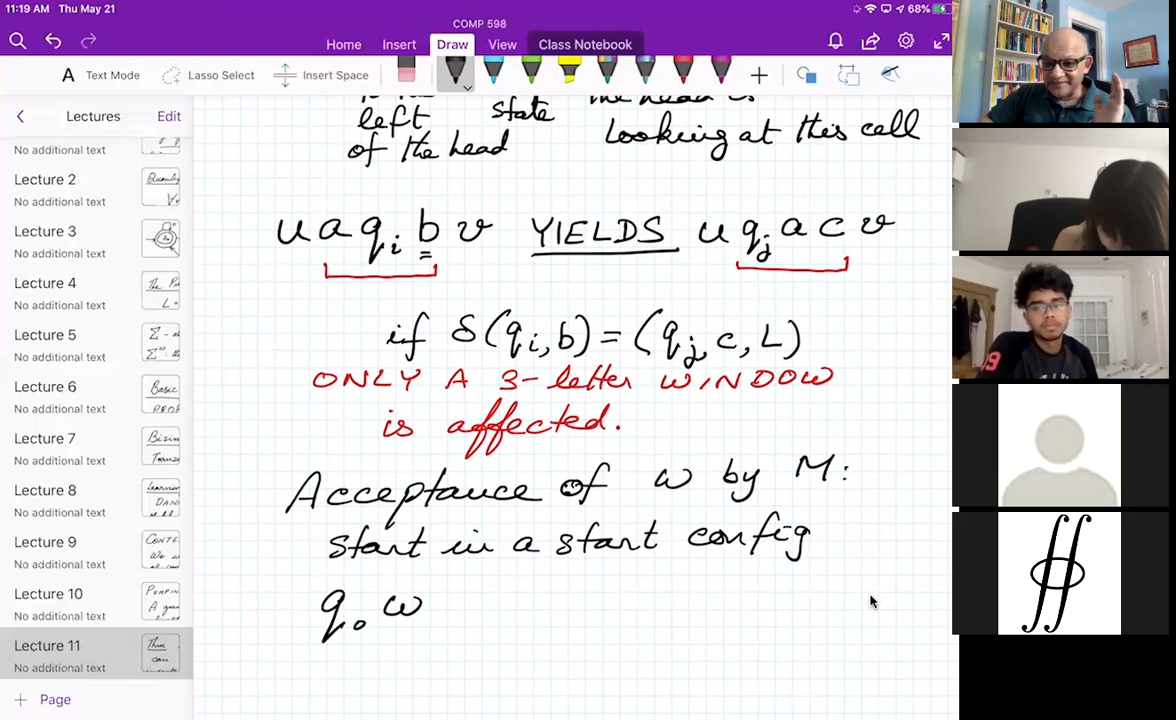 11:19 AM Thu May 21
68%
COMP 598
Home Insert Draw View Class Notebook
A Text Mode Lasso Select Insert Space
Lectures Edit
No additional text
Lecture 2
No additional text
Lecture 3
No additional text
Lecture 4
No additional text
Lecture 5
No additional text
Lecture 6
No additional text
Lecture 7
No additional text
Lecture 8
No additional text
Lecture 9
No additional text
Lecture 10
No additional text
Lecture 11
No additional text
+ Page
the head is
left state looking at this cell
of the head
u a qᵢ b v YIELDS u qⱼ a c v
if δ(qᵢ, b) = (qⱼ, c, L)
ONLY A 3-letter WINDOW
is affected.
Acceptance of w by M:
start in a start config
q₀ w
∯